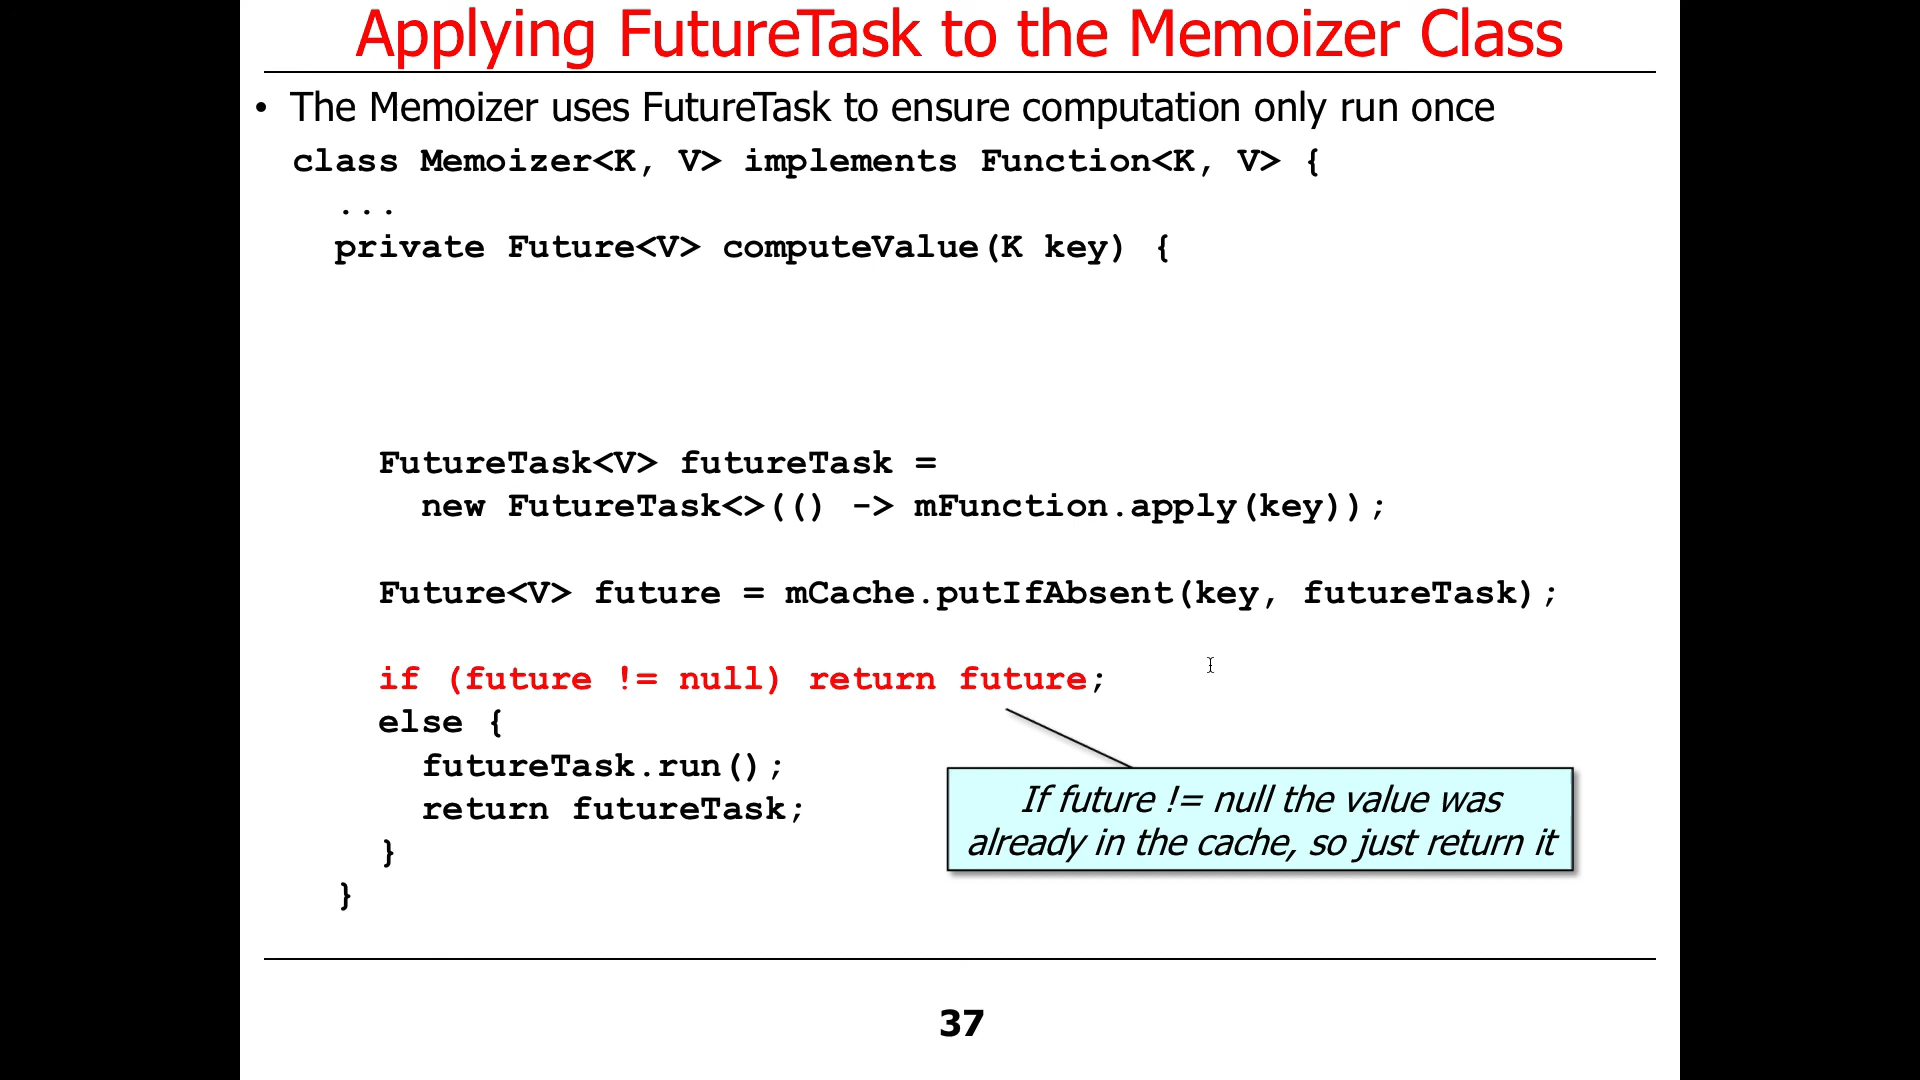 Applying FutureTask to the Memoizer Class
• The Memoizer uses FutureTask to ensure computation only run once
class Memoizer<K, V> implements Function<K, V> {
...
private Future<V> computeValue(K key) {
FutureTask<V> futureTask =
new FutureTask<>(() -> mFunction.apply(key));
Future<V> future = mCache.putIfAbsent(key, futureTask);
if (future != null) return future;
else {
futureTask.run();
return futureTask;
}
}
If future != null the value was
already in the cache, so just return it
37